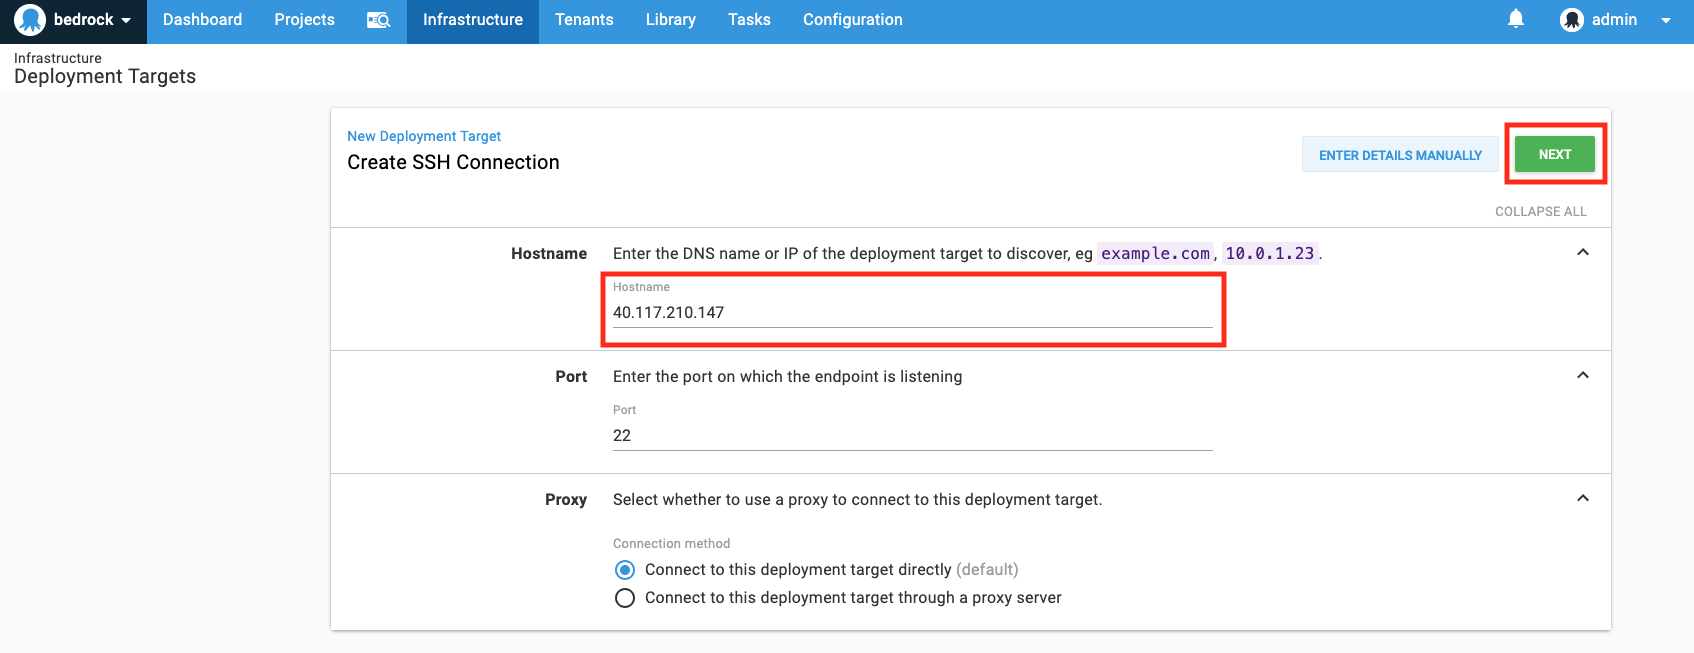 bedrock Dashboard Projects Infrastructure Tenants Library Tasks Configuration admin
Infrastructure
Deployment Targets
New Deployment Target
Create SSH Connection
ENTER DETAILS MANUALLY NEXT
COLLAPSE ALL
Hostname Enter the DNS name or IP of the deployment target to discover, eg example.com, 10.0.1.23.
Hostname
40.117.210.147
Port Enter the port on which the endpoint is listening
Port
22
Proxy Select whether to use a proxy to connect to this deployment target.
Connection method
Connect to this deployment target directly (default)
Connect to this deployment target through a proxy server